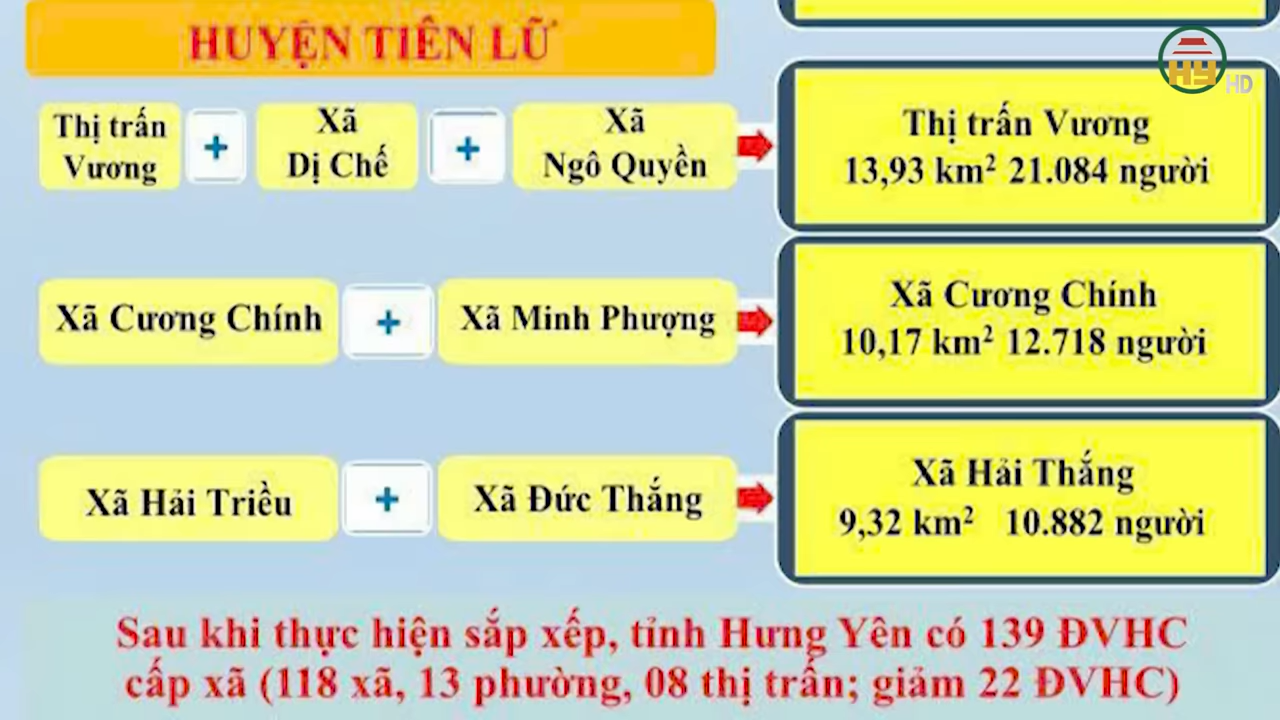 HUYỆN TIÊN LỮ
HY
HD
Thị trấn
Vương
+
Xã
Dị Chế
+
Xã
Ngô Quyền
Thị trấn Vương
13,93 km² 21.084 người
Xã Cương Chính
+
Xã Minh Phượng
Xã Cương Chính
10,17 km² 12.718 người
Xã Hải Triều
+
Xã Đức Thắng
Xã Hải Thắng
9,32 km² 10.882 người
Sau khi thực hiện sắp xếp, tỉnh Hưng Yên có 139 ĐVHC
cấp xã (118 xã, 13 phường, 08 thị trấn; giảm 22 ĐVHC)